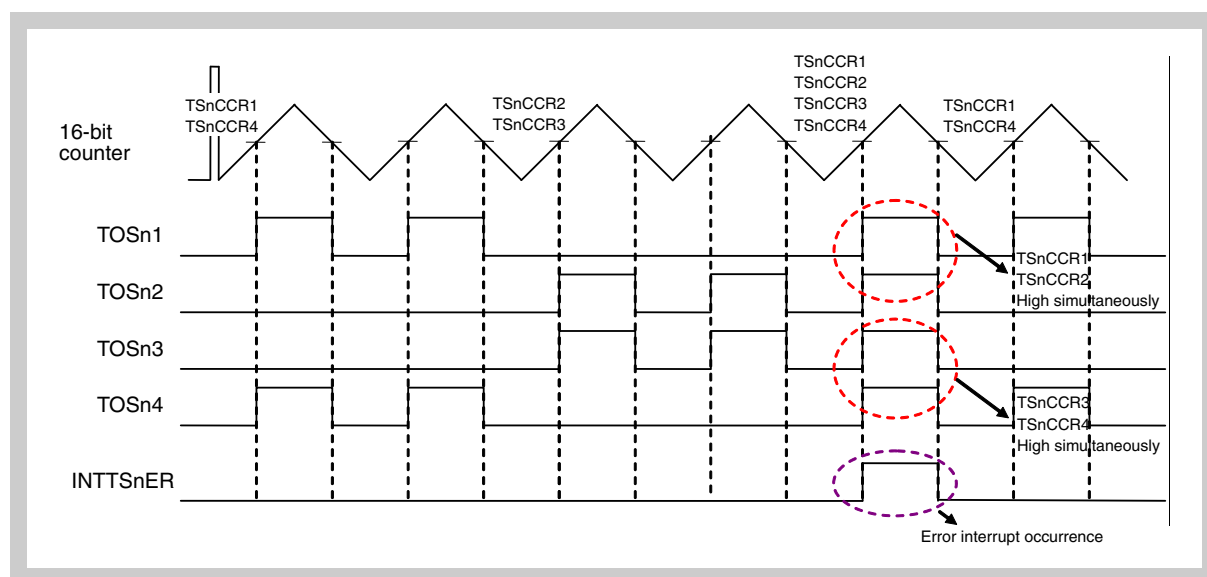 TSnCCR1
TSnCCR2
TSnCCR3
TSnCCR4
TSnCCR1
TSnCCR4
TSnCCR2
TSnCCR3
TSnCCR1
TSnCCR4
16-bit
counter
TOSn1
TSnCCR1
TSnCCR2
High simultaneously
TOSn2
TOSn3
TOSn4
TSnCCR3
TSnCCR4
High simultaneously
INTTSnER
Error interrupt occurrence